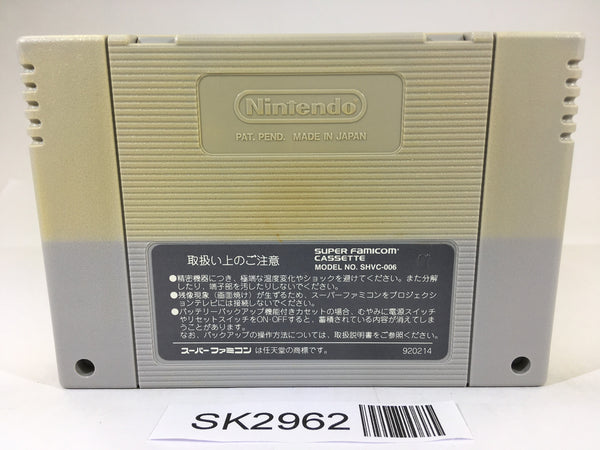 Nintendo
PAT. PEND. MADE IN JAPAN
取扱い上のご注意
SUPER FAMICOM
CASSETTE
MODEL NO. SHVC-006
●精密機器につき、極端な温度変化やショックを避けてください。また分解
したり、端子部を汚したりしないでください。
●残像現象（画面焼け）が生ずるため、スーパーファミコンをプロジェクシ
ョンテレビには接続しないでください。
●バッテリーバックアップ機能付きカセットの場合、むやみに電源スイッチ
やリセットスイッチをON・OFFすると、蓄積されている内容が消えてしま
うことがあります。
なお、バックアップの操作方法については、取扱説明書をご参照ください。
スーパーファミコンは任天堂の商標です。
920214
SK2962